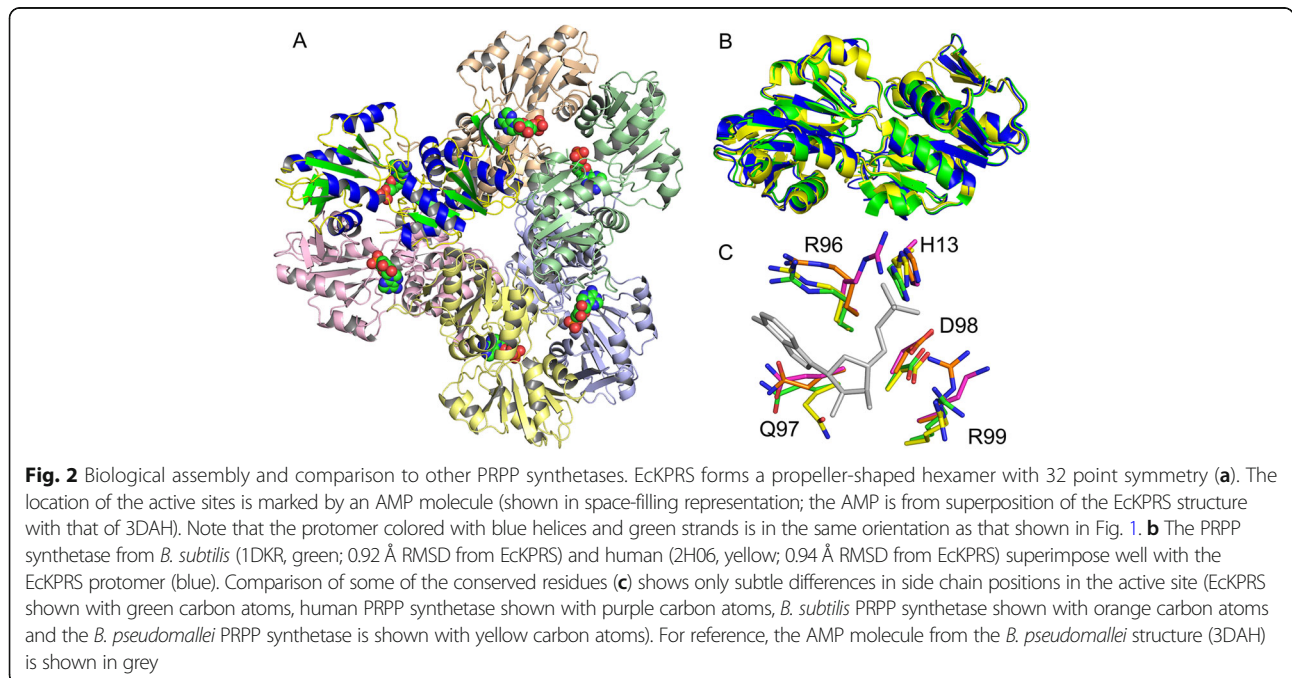 A
B
C
R96
H13
D98
Q97
R99
Fig. 2 Biological assembly and comparison to other PRPP synthetases. EcKPRS forms a propeller-shaped hexamer with 32 point symmetry (a). The
location of the active sites is marked by an AMP molecule (shown in space-filling representation; the AMP is from superposition of the EcKPRS structure
with that of 3DAH). Note that the protomer colored with blue helices and green strands is in the same orientation as that shown in Fig. 1. b The PRPP
synthetase from B. subtilis (1DKR, green; 0.92 Å RMSD from EcKPRS) and human (2H06, yellow; 0.94 Å RMSD from EcKPRS) superimpose well with the
EcKPRS protomer (blue). Comparison of some of the conserved residues (c) shows only subtle differences in side chain positions in the active site (EcKPRS
shown with green carbon atoms, human PRPP synthetase shown with purple carbon atoms, B. subtilis PRPP synthetase shown with orange carbon atoms
and the B. pseudomallei PRPP synthetase is shown with yellow carbon atoms). For reference, the AMP molecule from the B. pseudomallei structure (3DAH)
is shown in grey